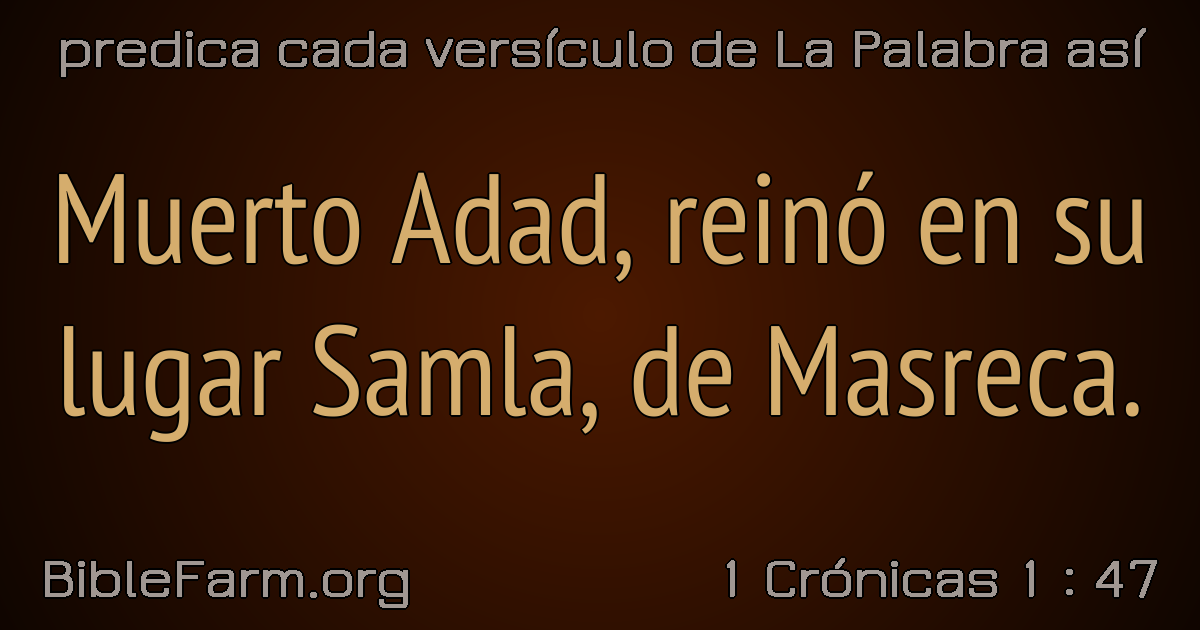 predica cada versículo de La Palabra así
Muerto Adad, reinó en su
lugar Samla, de Masreca.
BibleFarm.org
1 Crónicas 1 : 47